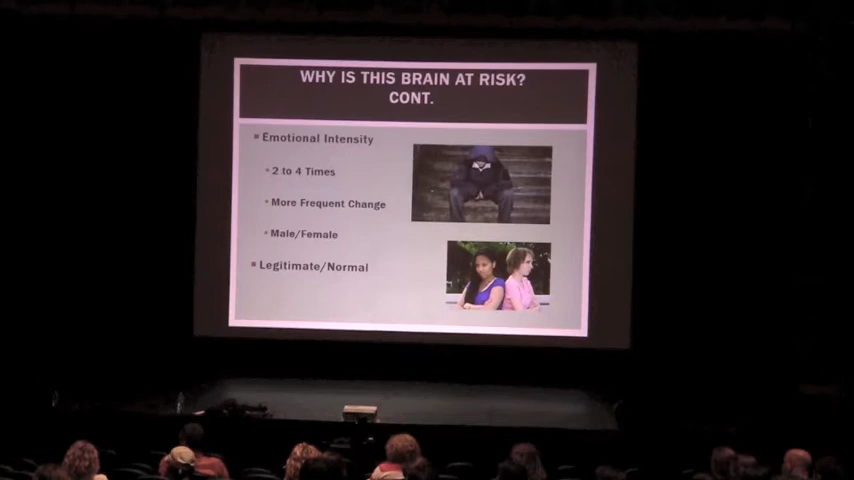 WHY IS THIS BRAIN AT RISK?
CONT.
Emotional Intensity
2 to 4 Times
More Frequent Change
Male/Female
Legitimate/Normal